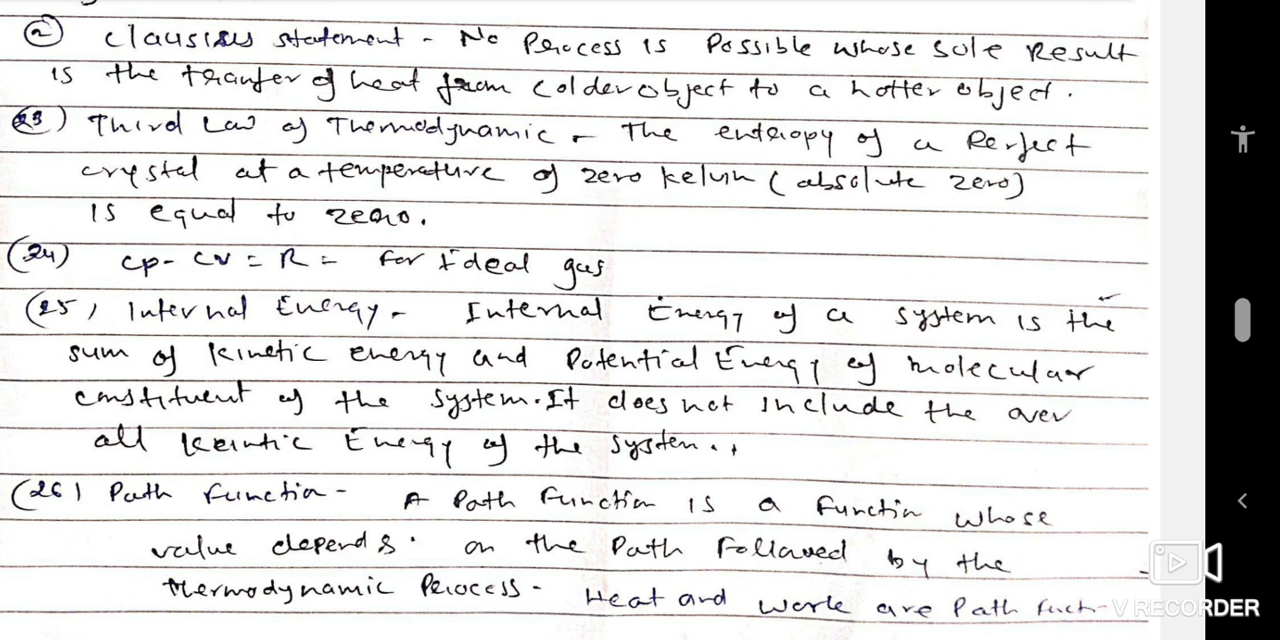 ② Clausius statement - No Process is Possible whose sole Result
is the tranfer of heat from colder object to a hotter object.
23) Third Law of Thermodynamic - The entropy of a Perfect
crystal at a temperature of zero kelvin (absolute zero)
is equal to zero.
(24) Cp - Cv = R = For Ideal gas
(25) Internal Energy - Internal Energy of a system is the
sum of kinetic energy and Potential Energy of molecular
constituent of the system. It does not include the over
all keintic Energy of the system..
(26) Path function - A Path function is a functin whose
value depends on the Path Followed by the
thermodynamic Process - Heat and work are Path funch-
V RECORDER